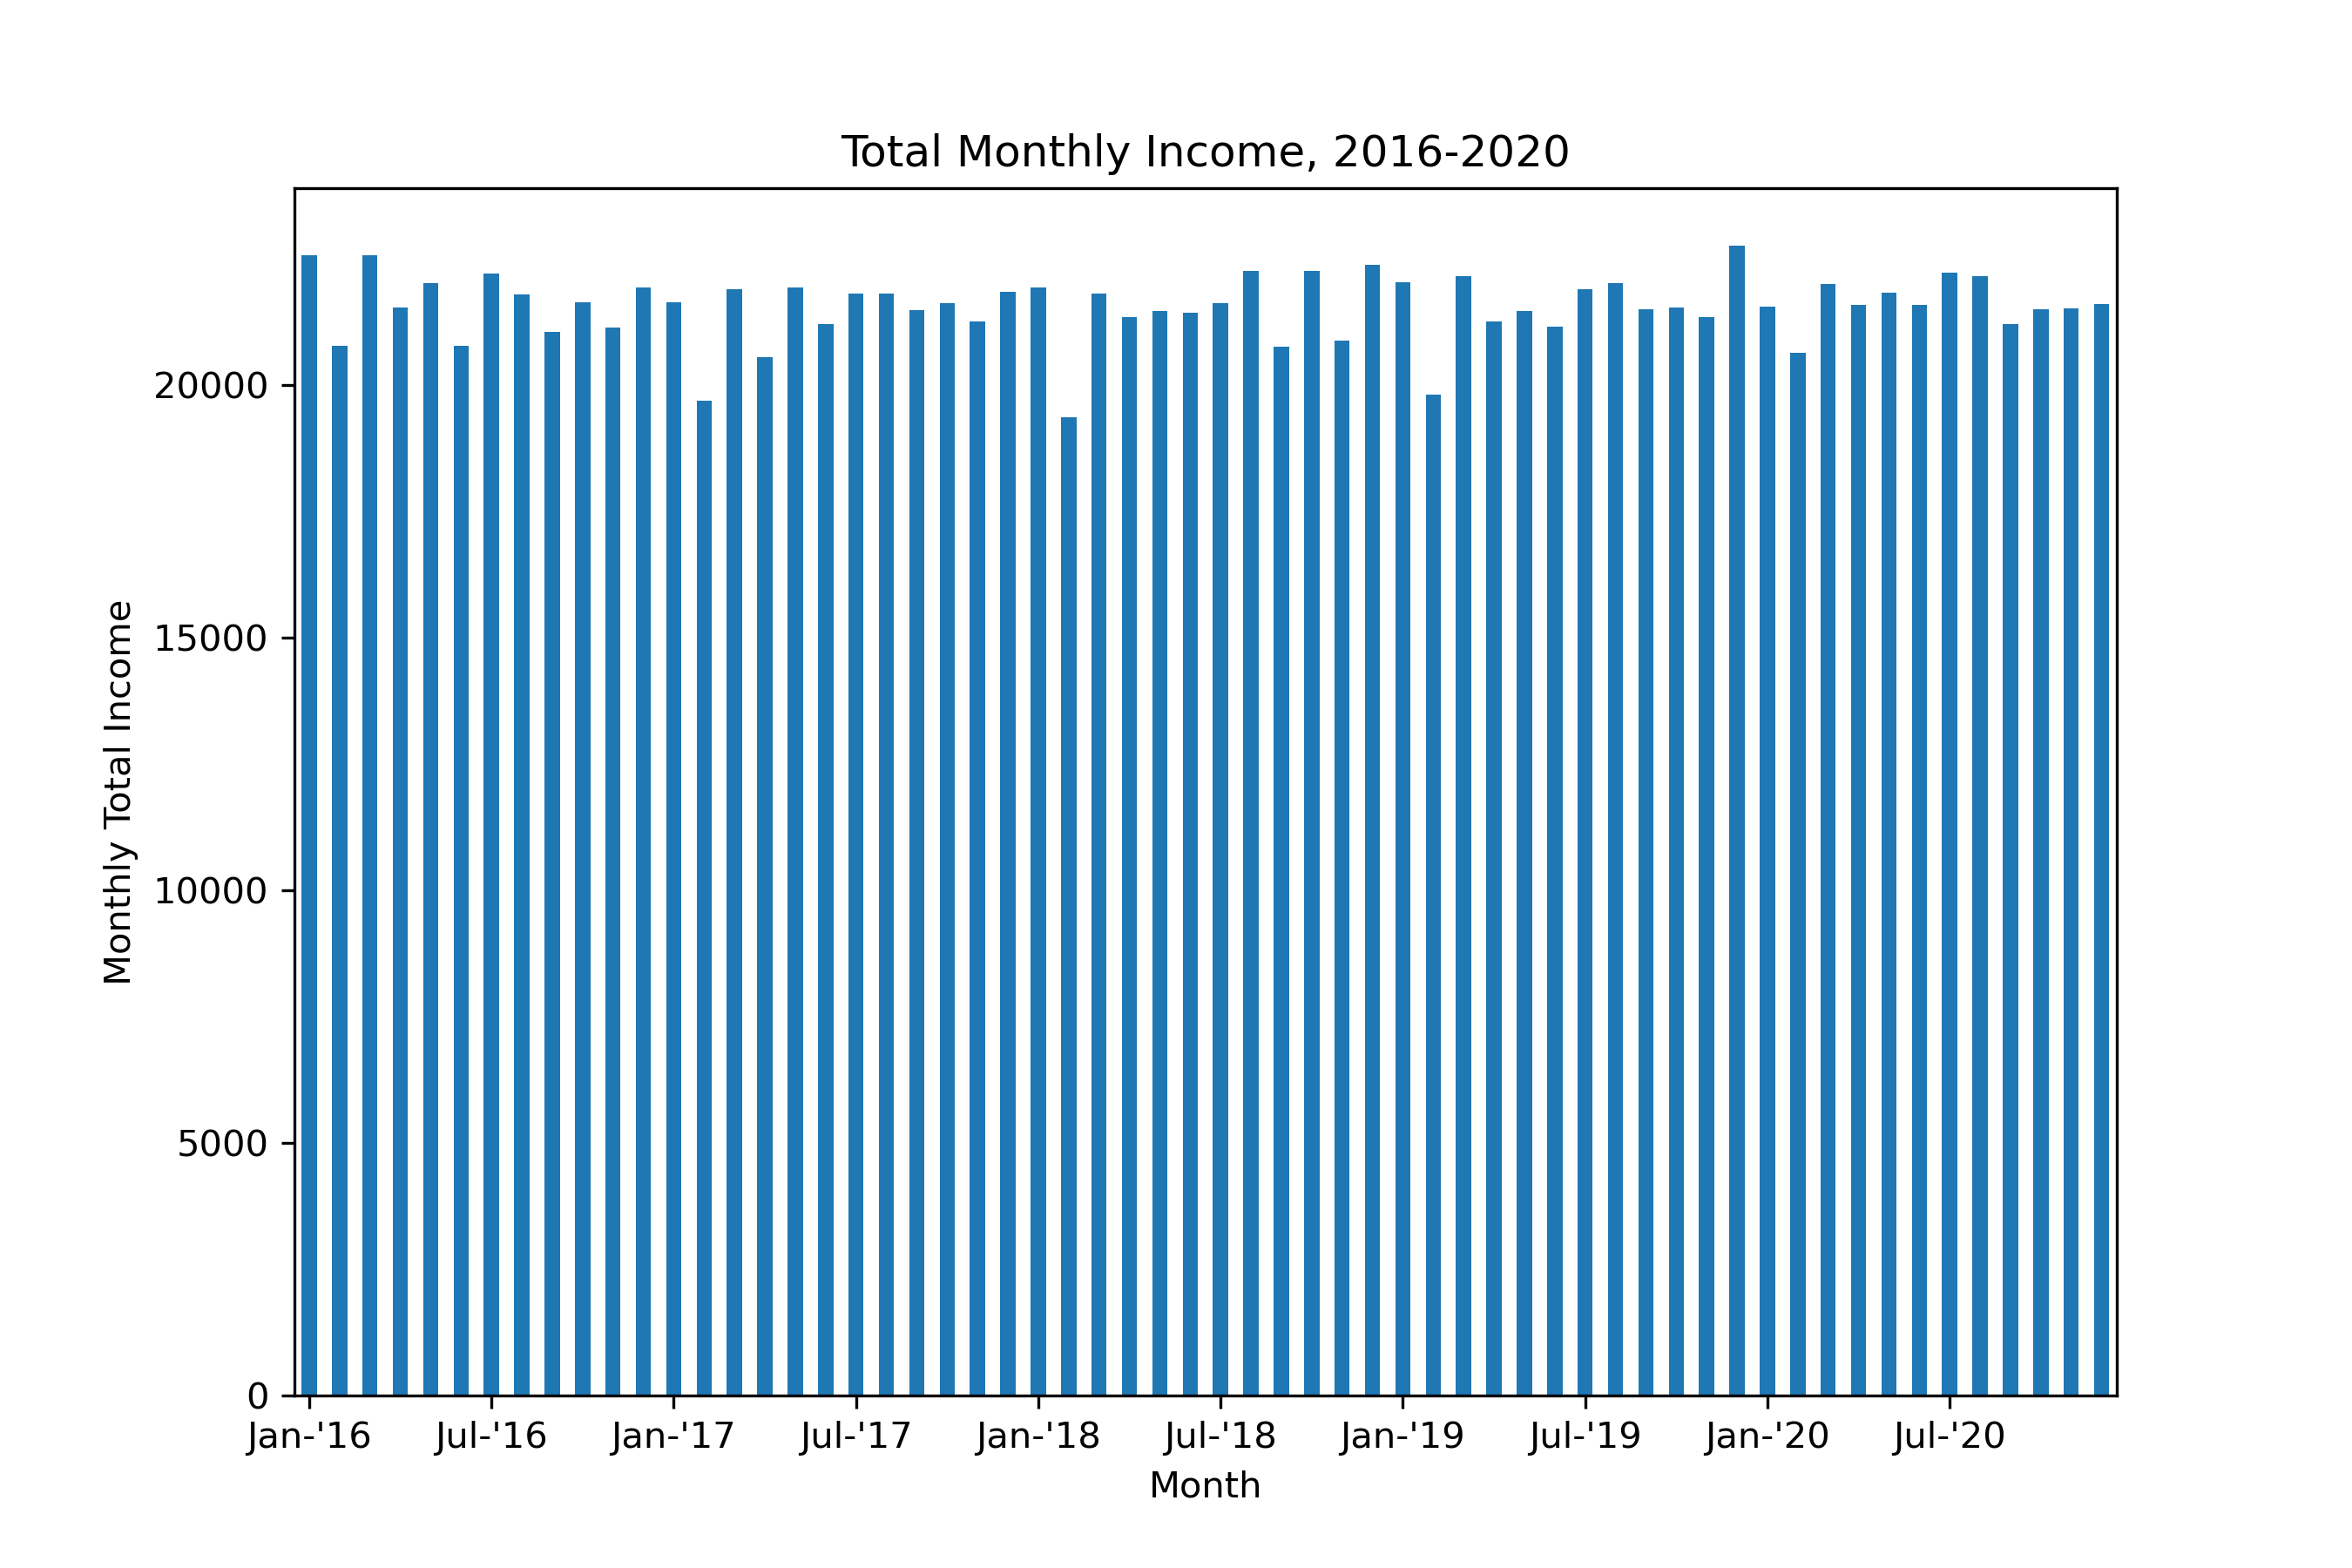 Total Monthly Income, 2016-2020
Monthly Total Income
20000
15000
10000
5000
0
Jan-'16 Jul-'16 Jan-'17 Jul-'17 Jan-'18 Jul-'18 Jan-'19 Jul-'19 Jan-'20 Jul-'20
Month